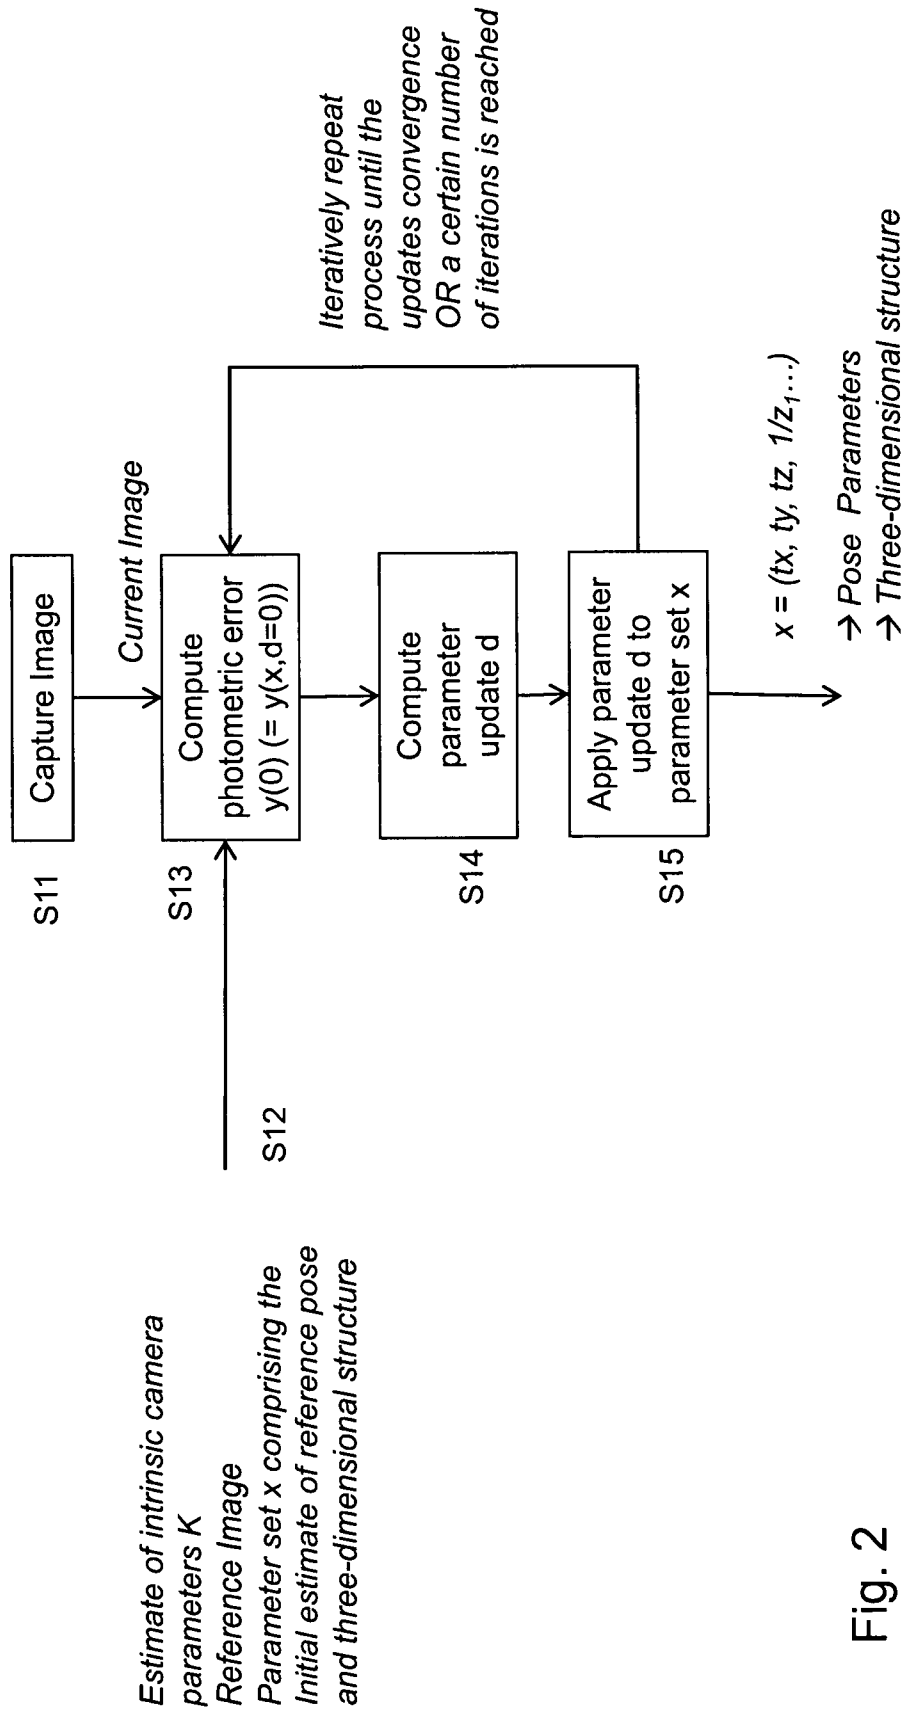 Estimate of intrinsic camera
parameters K
Reference Image
Parameter set x comprising the
Initial estimate of reference pose
and three-dimensional structure
S12
S11
Capture Image
Current Image
S13
Compute
photometric error
y(0) (= y(x,d=0))
S14
Compute
parameter
update d
S15
Apply parameter
update d to
parameter set x
Iteratively repeat
process until the
updates convergence
OR a certain number
of iterations is reached
x = (tx, ty, tz, 1/z₁...)
→ Pose Parameters
→ Three-dimensional structure
Fig. 2